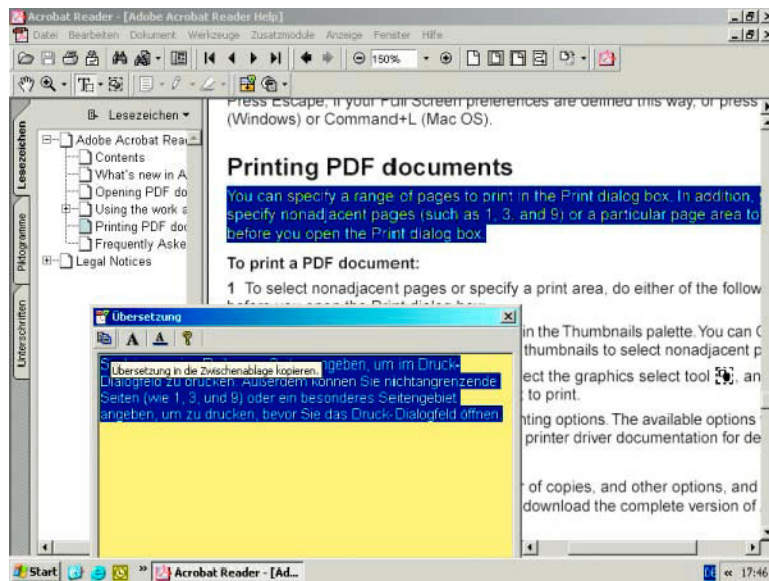 Acrobat Reader - [Adobe Acrobat Reader Help]
Datei Bearbeiten Dokument Werkzeuge Zusatzmodule Anzeige Fenster Hilfe
150%
Lesezeichen
Lesezeichen
Piktogramme
Unterschriften
Adobe Acrobat Rea
Contents
What's new in A
Opening PDF do
Using the work a
Printing PDF doc
Frequently Aske
Legal Notices
Press Escape, if your Full Screen preferences are defined this way, or press
(Windows) or Command+L (Mac OS).
Printing PDF documents
You can specify a range of pages to print in the Print dialog box. In addition,
specify nonadjacent pages (such as 1, 3, and 9) or a particular page area to
before you open the Print dialog box.
To print a PDF document:
1 To select nonadjacent pages or specify a print area, do either of the follow
before you open the Print dialog box:
in the Thumbnails palette. You can C
thumbnails to select nonadjacent p
ect the graphics select tool , an
t to print.
nting options. The available options
printer driver documentation for de
r of copies, and other options, and
download the complete version of
Übersetzung
Übersetzung in die Zwischenablage kopieren.
ngeben, um im Druck-
Dialogfeld zu drucken. Außerdem können Sie nichtangrenzende
Seiten (wie 1, 3, und 9) oder ein besonderes Seitengebiet
angeben, um zu drucken, bevor Sie das Druck-Dialogfeld öffnen.
Start
Acrobat Reader - [Ad...
DE
17:46